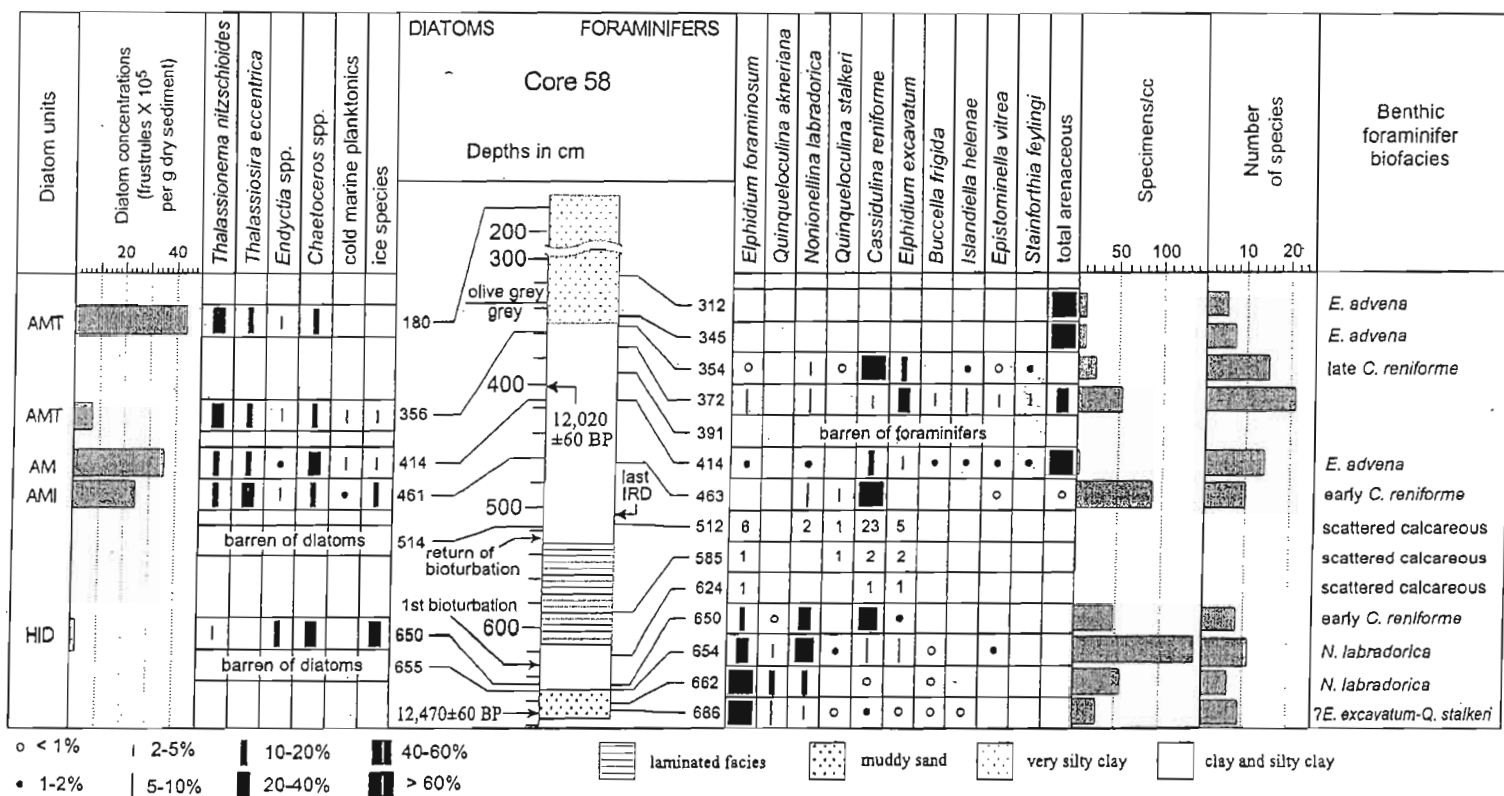 DIATOMS FORAMINIFERS
Core 58
Depths in cm
Diatom units
Diatom concentrations
(frustrules X 10⁵
per g dry sediment)
Thalassionema nitzschioides
Thalassiosira eccentrica
Endyctia spp.
Chaetoceros spp.
cold marine planktonics
ice species
Elphidium foraminosum
Quinqueloculina akneriana
Nonionellina labradorica
Quinqueloculina stalkeri
Cassidulina reniforme
Elphidium excavatum
Buccella frigida
Islandiella helenae
Epistominella vitrea
Stainforthia feylingi
total arenaceous
Specimens/cc
Number
of species
Benthic
foraminifer
biofacies
0 20 40
50 100
10 20
200
300
olive grey
grey
400
12,020
±60 BP
500
last
IRD
return of
bioturbation
1st bioturbation
600
12,470±60 BP
AMT 180
AMT 356
AM 414
AMI 461
barren of diatoms 514
HID 650
barren of diatoms 655
312 E. advena
345 E. advena
354 late C. reniforme
372
391 barren of foraminifers
414 E. advena
463 early C. reniforme
512 6 2 1 23 5 scattered calcareous
585 1 1 2 2 scattered calcareous
624 1 1 1 scattered calcareous
650 early C. reniforme
654 N. labradorica
662 N. labradorica
686 ?E. excavatum-Q. stalkeri
< 1% 2-5% 10-20% 40-60%
1-2% 5-10% 20-40% > 60%
laminated facies muddy sand very silty clay clay and silty clay